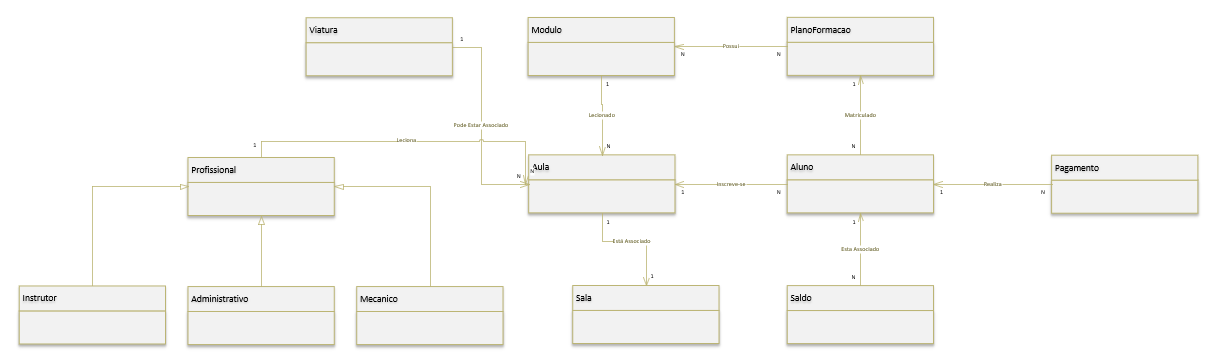 Viatura
Modulo
PlanoFormacao
1
Possui
N
N
1
1
Lecionado
Matriculado
Pode Estar Associado
Leciona
1
N
N
Profissional
Aula
Aluno
Pagamento
N
N
Inscreve-se
Realiza
1
N
1
N
1
1
Está Associado
Esta Associado
1
N
Instrutor
Administrativo
Mecanico
Sala
Saldo